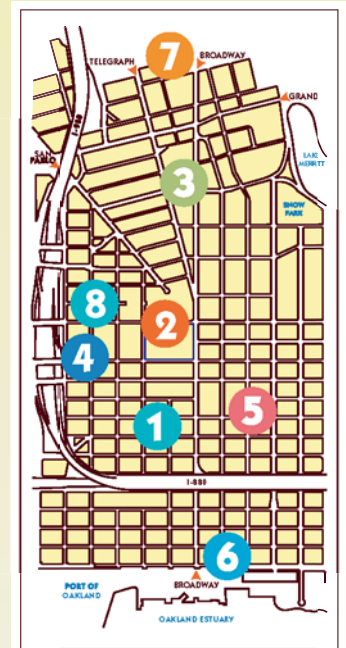 7
TELEGRAPH
BROADWAY
GRAND
I-980
SAN
PABLO
LAKE
MERRITT
3
SNOW
PARK
8
2
4
5
1
I-880
6
PORT OF
OAKLAND
BROADWAY
OAKLAND ESTUARY